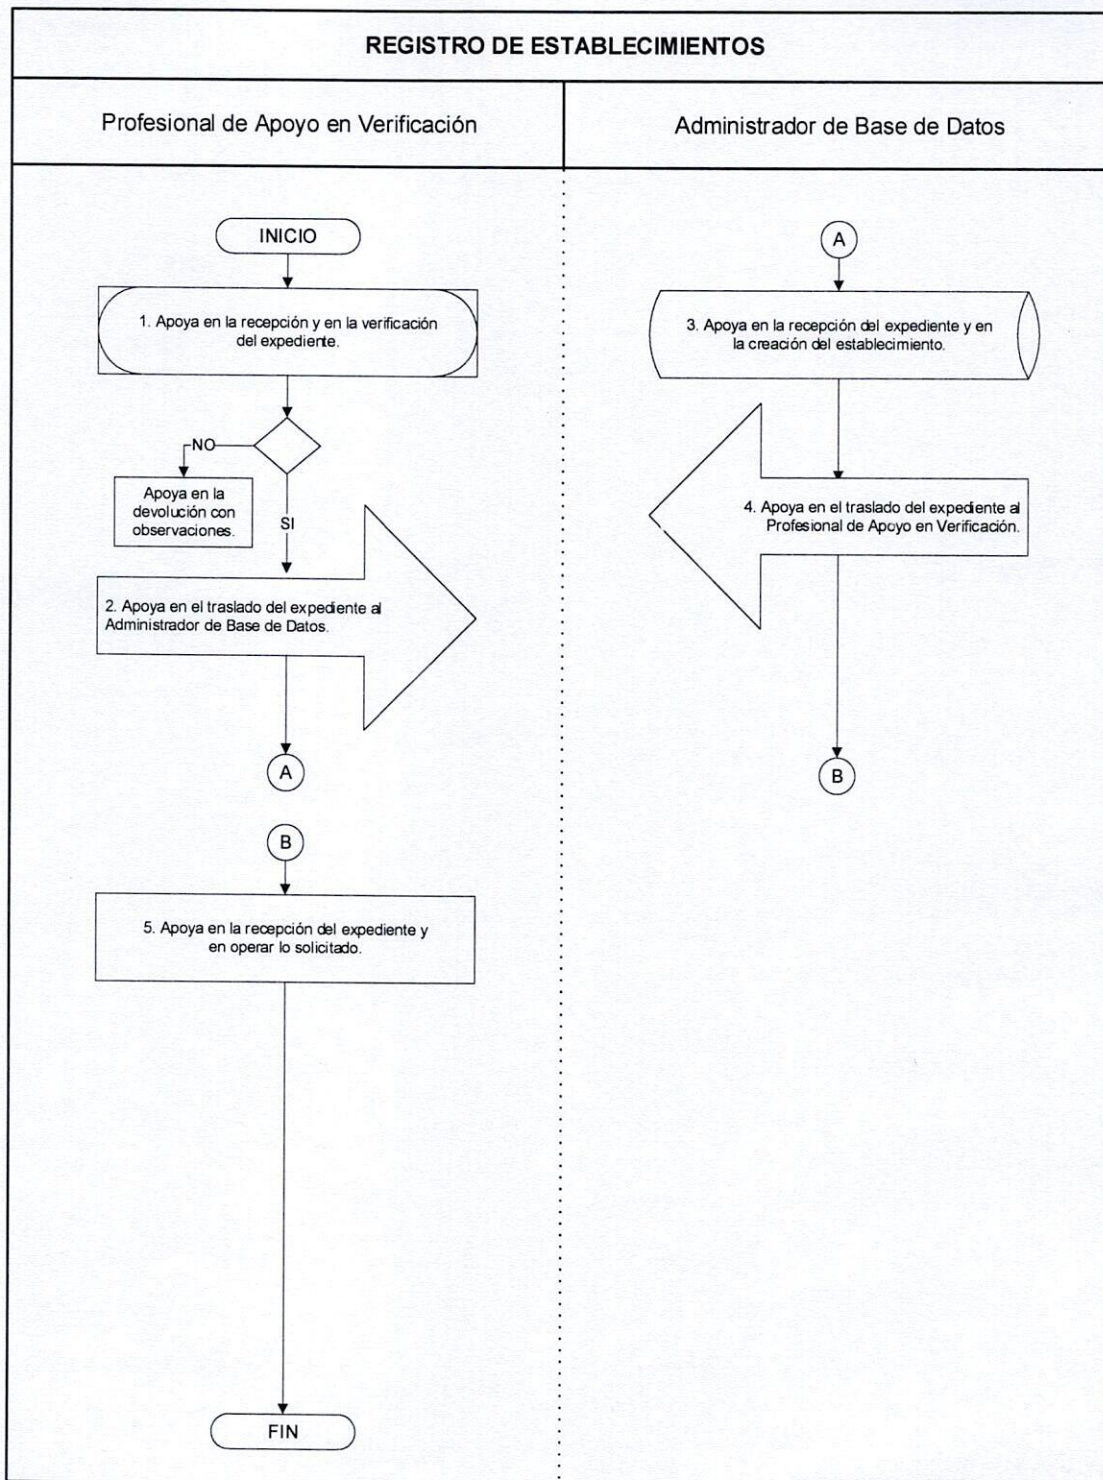 REGISTRO DE ESTABLECIMIENTOS
Profesional de Apoyo en Verificación
Administrador de Base de Datos
INICIO
1. Apoya en la recepción y en la verificación
del expediente.
NO
Apoya en la
devolución con
observaciones.
SI
2. Apoya en el traslado del expediente al
Administrador de Base de Datos.
A
B
5. Apoya en la recepción del expediente y
en operar lo solicitado.
FIN
A
3. Apoya en la recepción del expediente y en
la creación del establecimiento.
4. Apoya en el traslado del expediente al
Profesional de Apoyo en Verificación.
B